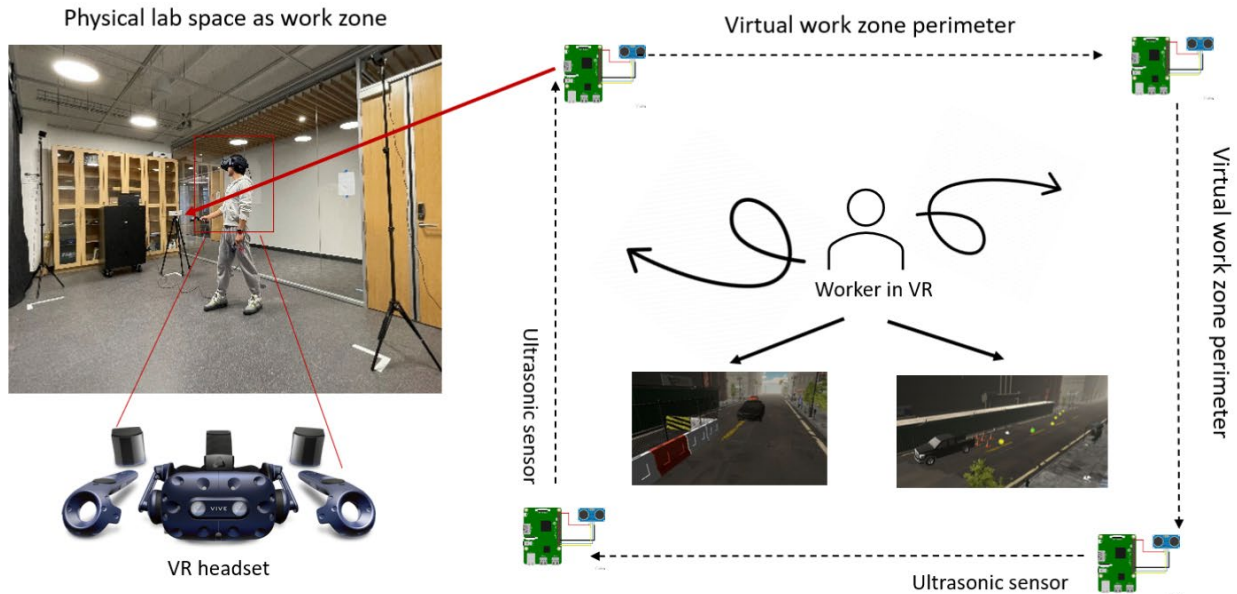 Physical lab space as work zone
Virtual work zone perimeter
Virtual work zone perimeter
Worker in VR
Ultrasonic sensor
VIVE
VR headset
Ultrasonic sensor